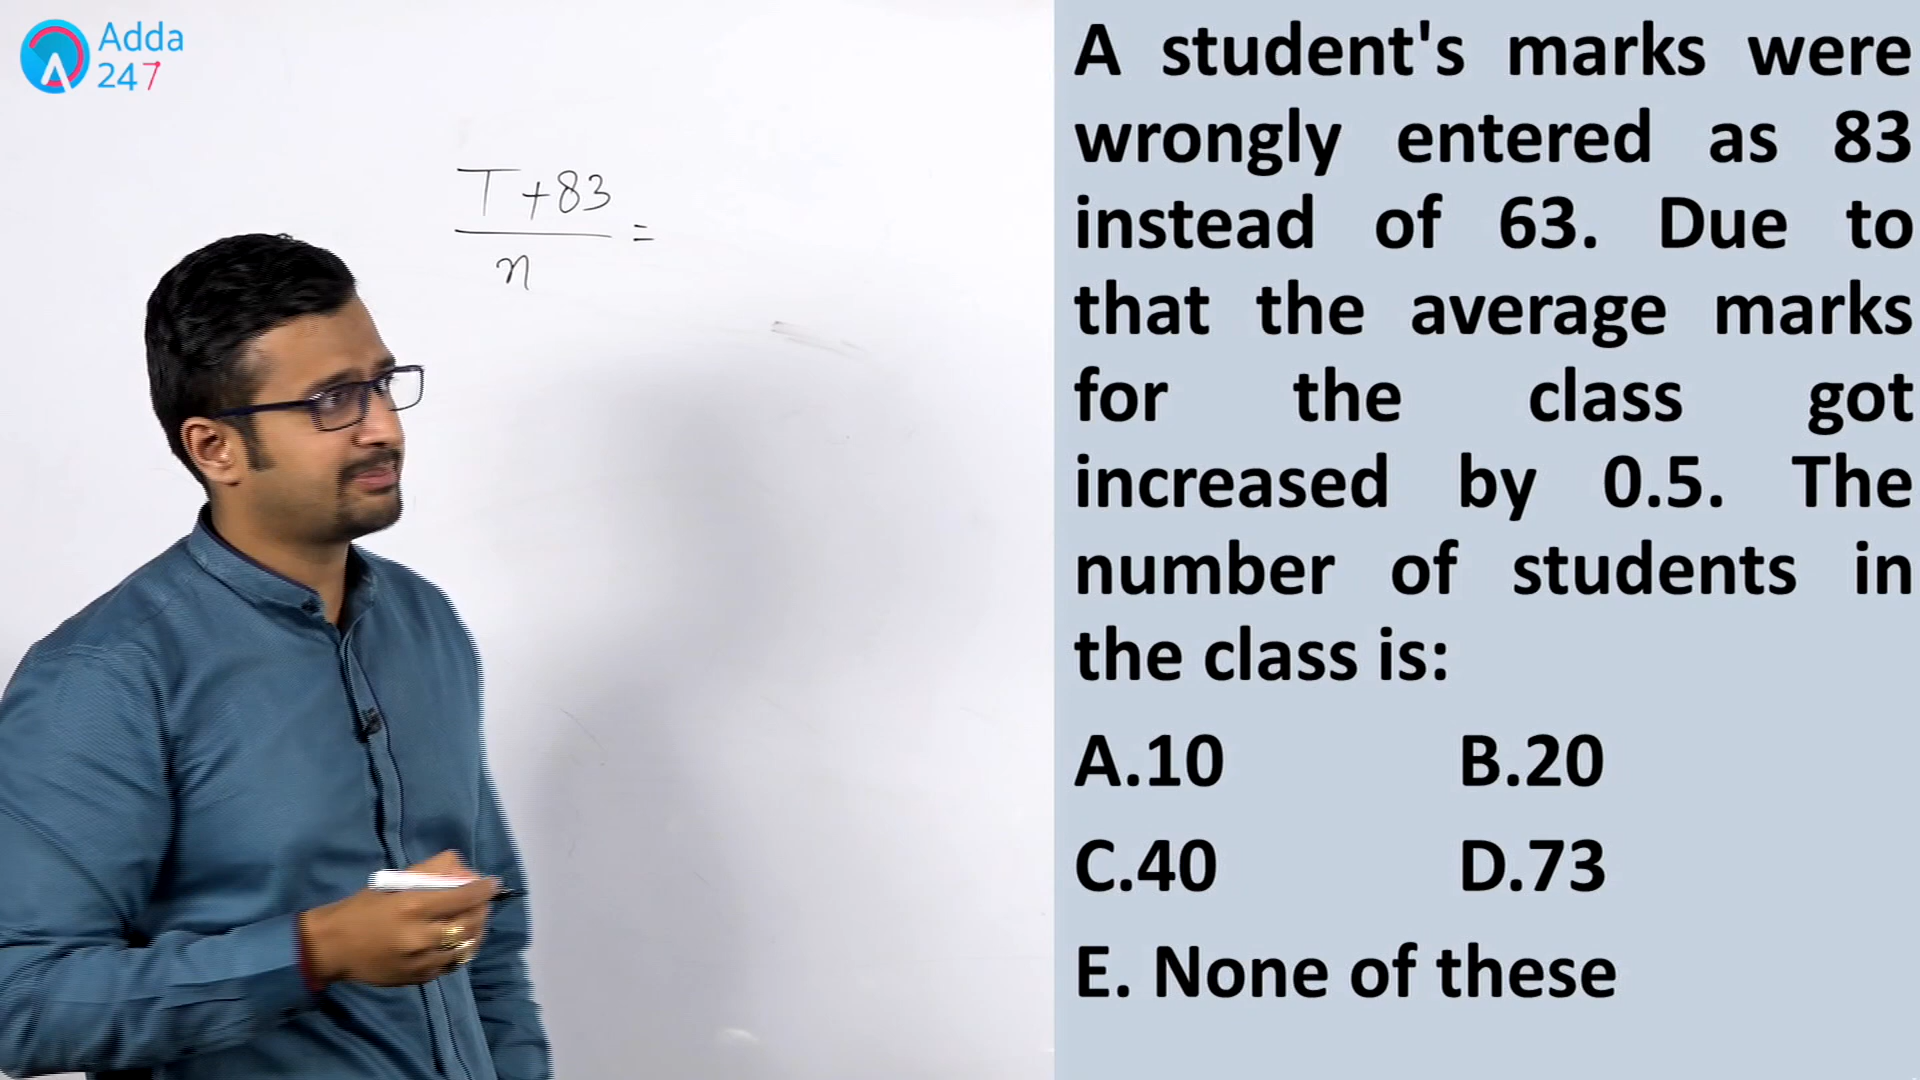 Adda
247
T+83
n
=
A student's marks were
wrongly entered as 83
instead of 63. Due to
that the average marks
for the class got
increased by 0.5. The
number of students in
the class is:
A.10 B.20
C.40 D.73
E. None of these